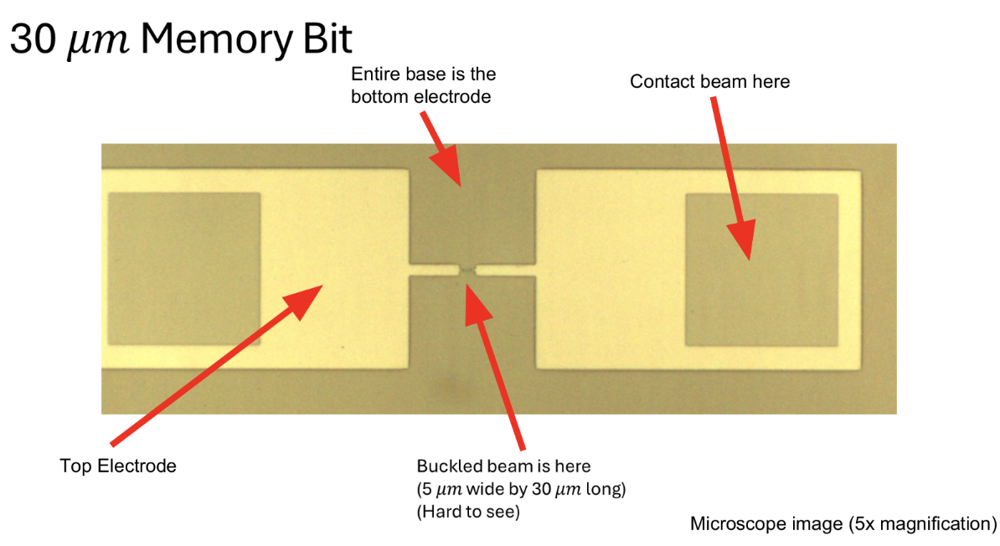 30 𝜇𝑚 Memory Bit
Entire base is the
bottom electrode
Contact beam here
Top Electrode
Buckled beam is here
(5 𝜇𝑚 wide by 30 𝜇𝑚 long)
(Hard to see)
Microscope image (5x magnification)